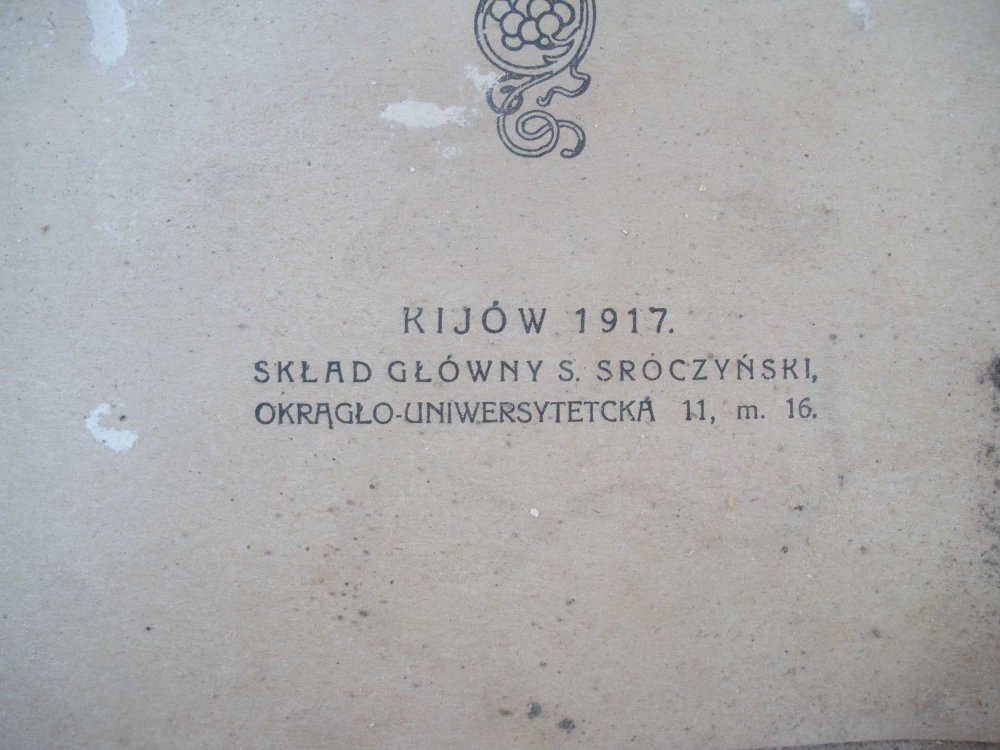 KIJÓW 1917.
SKŁAD GŁÓWNY S. SROCZYŃSKI,
OKRĄGŁO-UNIWERSYTETCKA 11, m. 16.